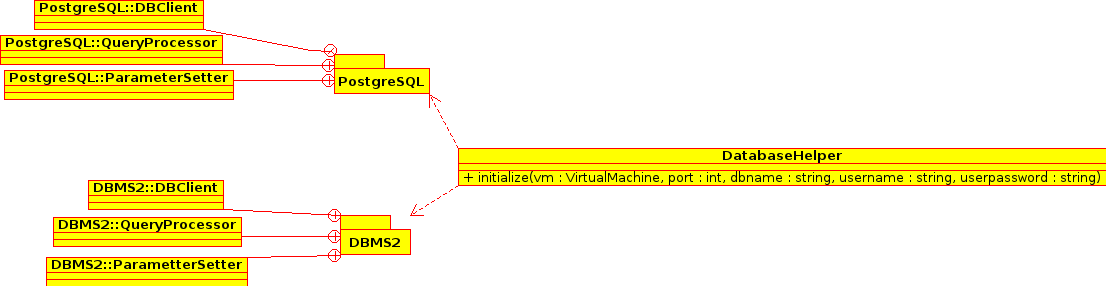 PostgreSQL::DBClient
PostgreSQL::QueryProcessor
PostgreSQL::ParameterSetter
PostgreSQL
DatabaseHelper
+ initialize(vm : VirtualMachine, port : int, dbname : string, username : string, userpassword : string)
DBMS2::DBClient
DBMS2::QueryProcessor
DBMS2
DBMS2::ParametterSetter